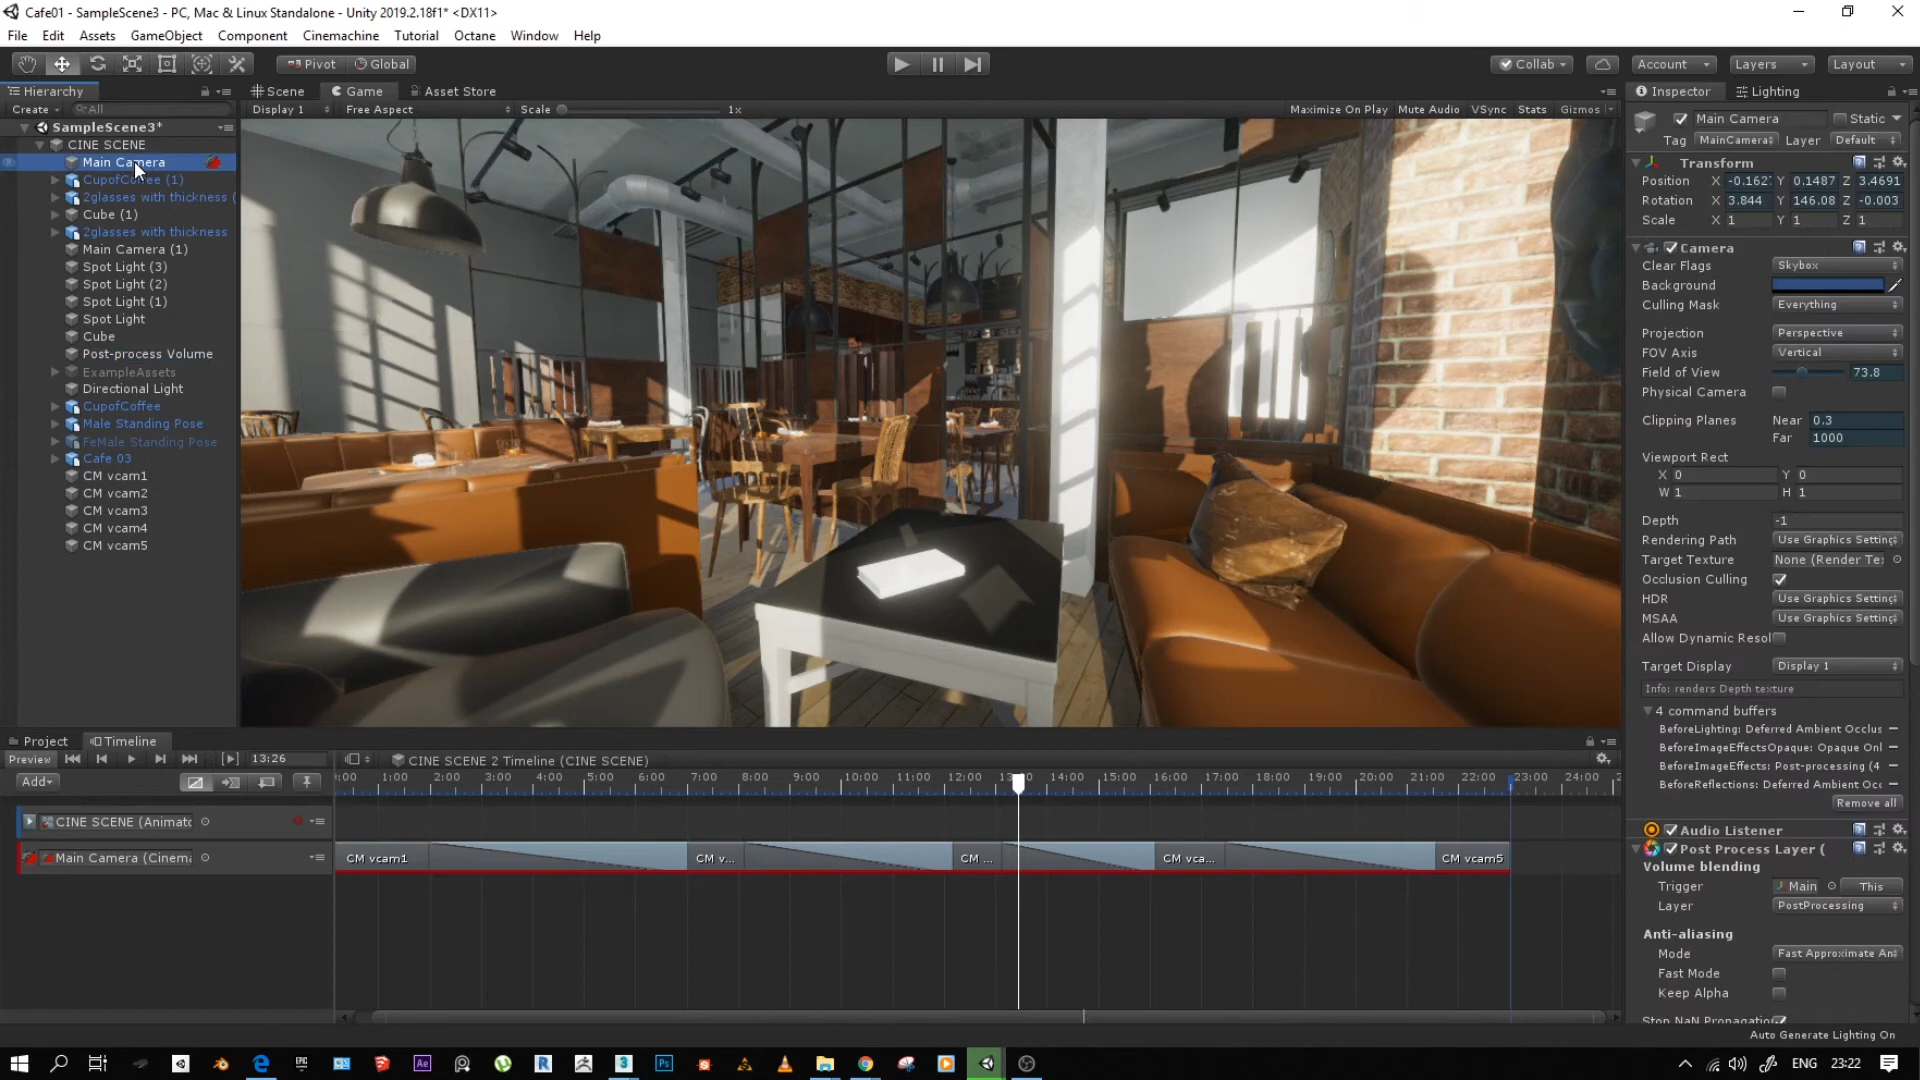 Cafe01 - SampleScene3 - PC, Mac & Linux Standalone - Unity 2019.2.18f1* <DX11>
File Edit Assets GameObject Component Cinemachine Tutorial Octane Window Help
Pivot Global Collab Account Layers Layout
Hierarchy Scene Game Asset Store Inspector Lighting
Create All Display 1 Free Aspect Scale 1x Maximize On Play Mute Audio VSync Stats Gizmos
SampleScene3*
CINE SCENE
Main Camera
CupofCoffee (1)
2glasses with thickness (
Cube (1)
2glasses with thickness
Main Camera (1)
Spot Light (3)
Spot Light (2)
Spot Light (1)
Spot Light
Cube
Post-process Volume
ExampleAssets
Directional Light
CupofCoffee
Male Standing Pose
FeMale Standing Pose
Cafe 03
CM vcam1
CM vcam2
CM vcam3
CM vcam4
CM vcam5
Main Camera Static
Tag MainCamera Layer Default
Transform
Position X -0.162 Y 0.1487 Z 3.4691
Rotation X 3.844 Y 146.08 Z -0.003
Scale X 1 Y 1 Z 1
Camera
Clear Flags Skybox
Background
Culling Mask Everything
Projection Perspective
FOV Axis Vertical
Field of View 73.8
Physical Camera
Clipping Planes Near 0.3
Far 1000
Viewport Rect
X 0 Y 0
W 1 H 1
Depth -1
Rendering Path Use Graphics Setting
Target Texture None (Render Te
Occlusion Culling
HDR Use Graphics Setting
MSAA Use Graphics Setting
Allow Dynamic Resol
Target Display Display 1
Info: renders Depth texture
4 command buffers
BeforeLighting: Deferred Ambient Occlus
BeforeImageEffectsOpaque: Opaque Onl
BeforeImageEffects: Post-processing (4
BeforeReflections: Deferred Ambient Occ
Remove all
Audio Listener
Post Process Layer (
Volume blending
Trigger Main This
Layer PostProcessing
Anti-aliasing
Mode Fast Approximate An
Fast Mode
Keep Alpha
Stop NaN Propagation
Auto Generate Lighting On
Project Timeline
Preview 13:26 CINE SCENE 2 Timeline (CINE SCENE)
Add
0:00 1:00 2:00 3:00 4:00 5:00 6:00 7:00 8:00 9:00 10:00 11:00 12:00 13:00 14:00 15:00 16:00 17:00 18:00 19:00 20:00 21:00 22:00 23:00 24:00
CINE SCENE (Animato
Main Camera (Cinema CM vcam1 CM v... CM ... CM vca... CM vcam5
ENG 23:22